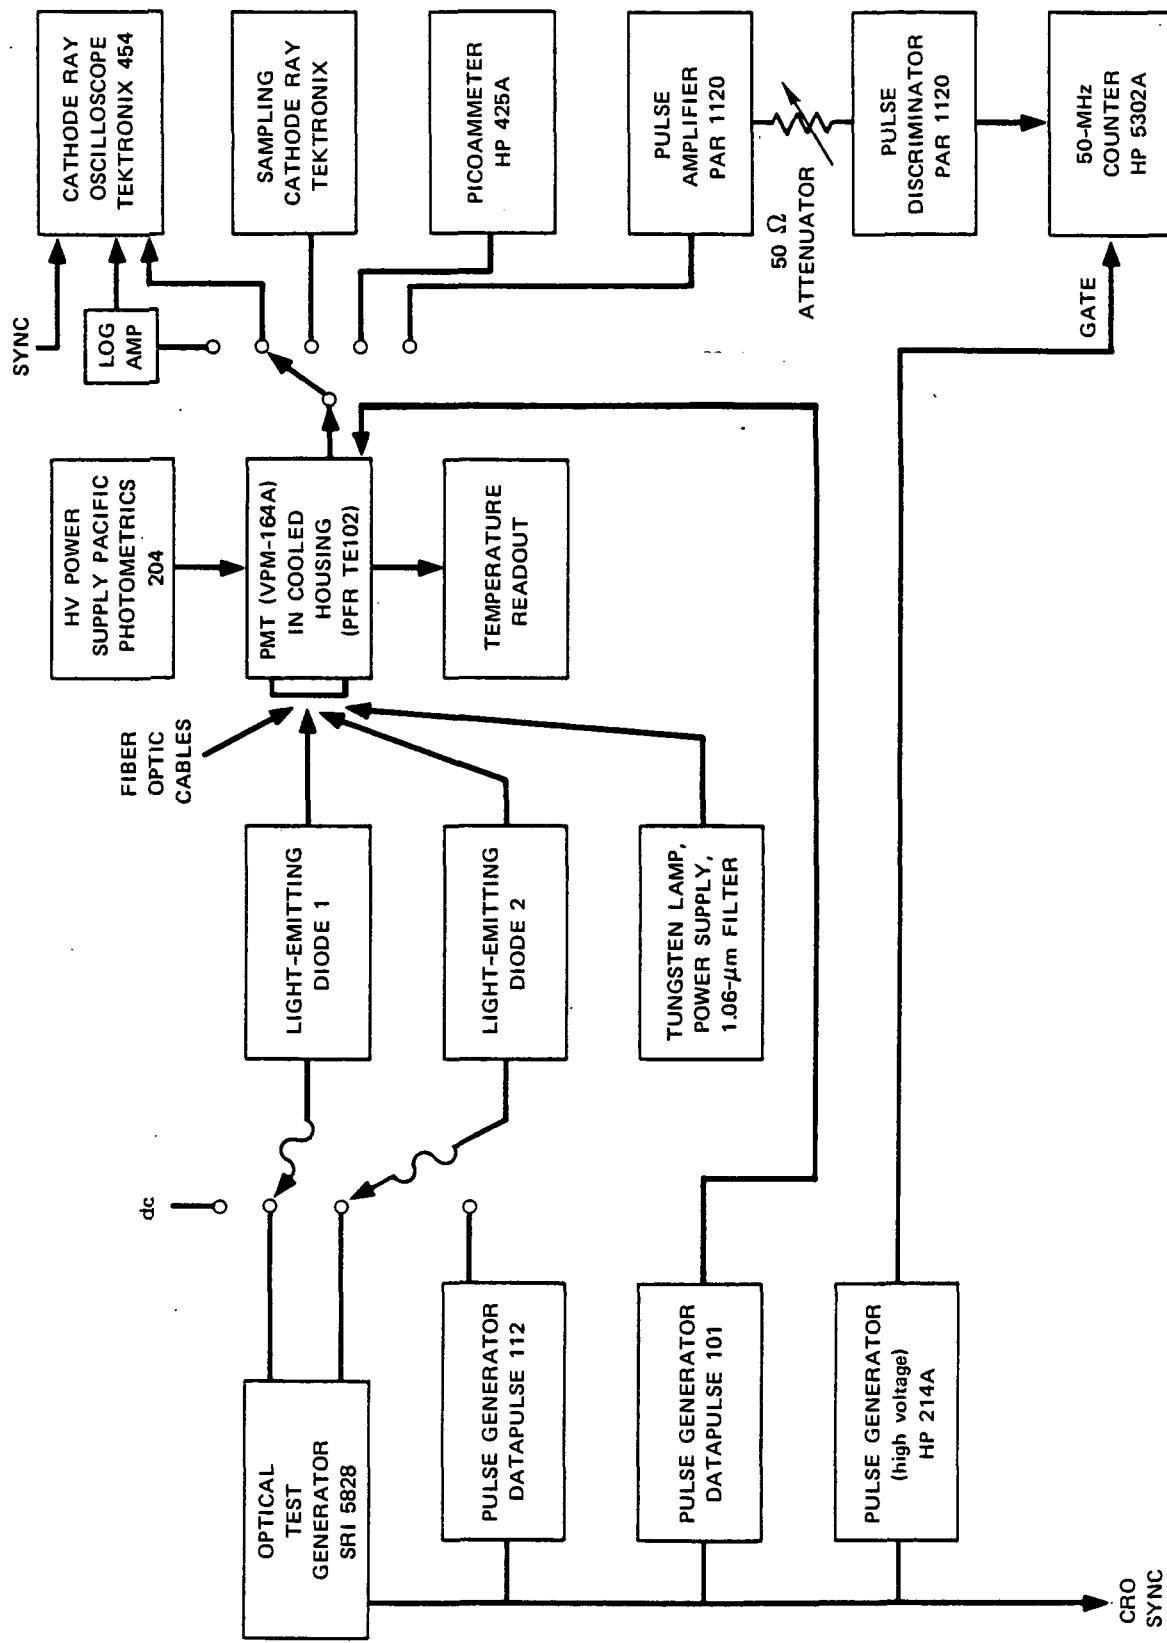 OPTICAL
TEST
GENERATOR
SRI 5828
PULSE GENERATOR
DATAPULSE 112
PULSE GENERATOR
DATAPULSE 101
PULSE GENERATOR
(high voltage)
HP 214A
CRO
SYNC
dc
LIGHT-EMITTING
DIODE 1
LIGHT-EMITTING
DIODE 2
TUNGSTEN LAMP,
POWER SUPPLY,
1.06-μm FILTER
FIBER
OPTIC
CABLES
HV POWER
SUPPLY PACIFIC
PHOTOMETRICS
204
PMT (VPM-164A)
IN COOLED
HOUSING
(PFR TE102)
TEMPERATURE
READOUT
SYNC
LOG
AMP
CATHODE RAY
OSCILLOSCOPE
TEKTRONIX 454
SAMPLING
CATHODE RAY
TEKTRONIX
PICOAMMETER
HP 425A
PULSE
AMPLIFIER
PAR 1120
50 Ω
ATTENUATOR
PULSE
DISCRIMINATOR
PAR 1120
GATE
50-MHz
COUNTER
HP 5302A